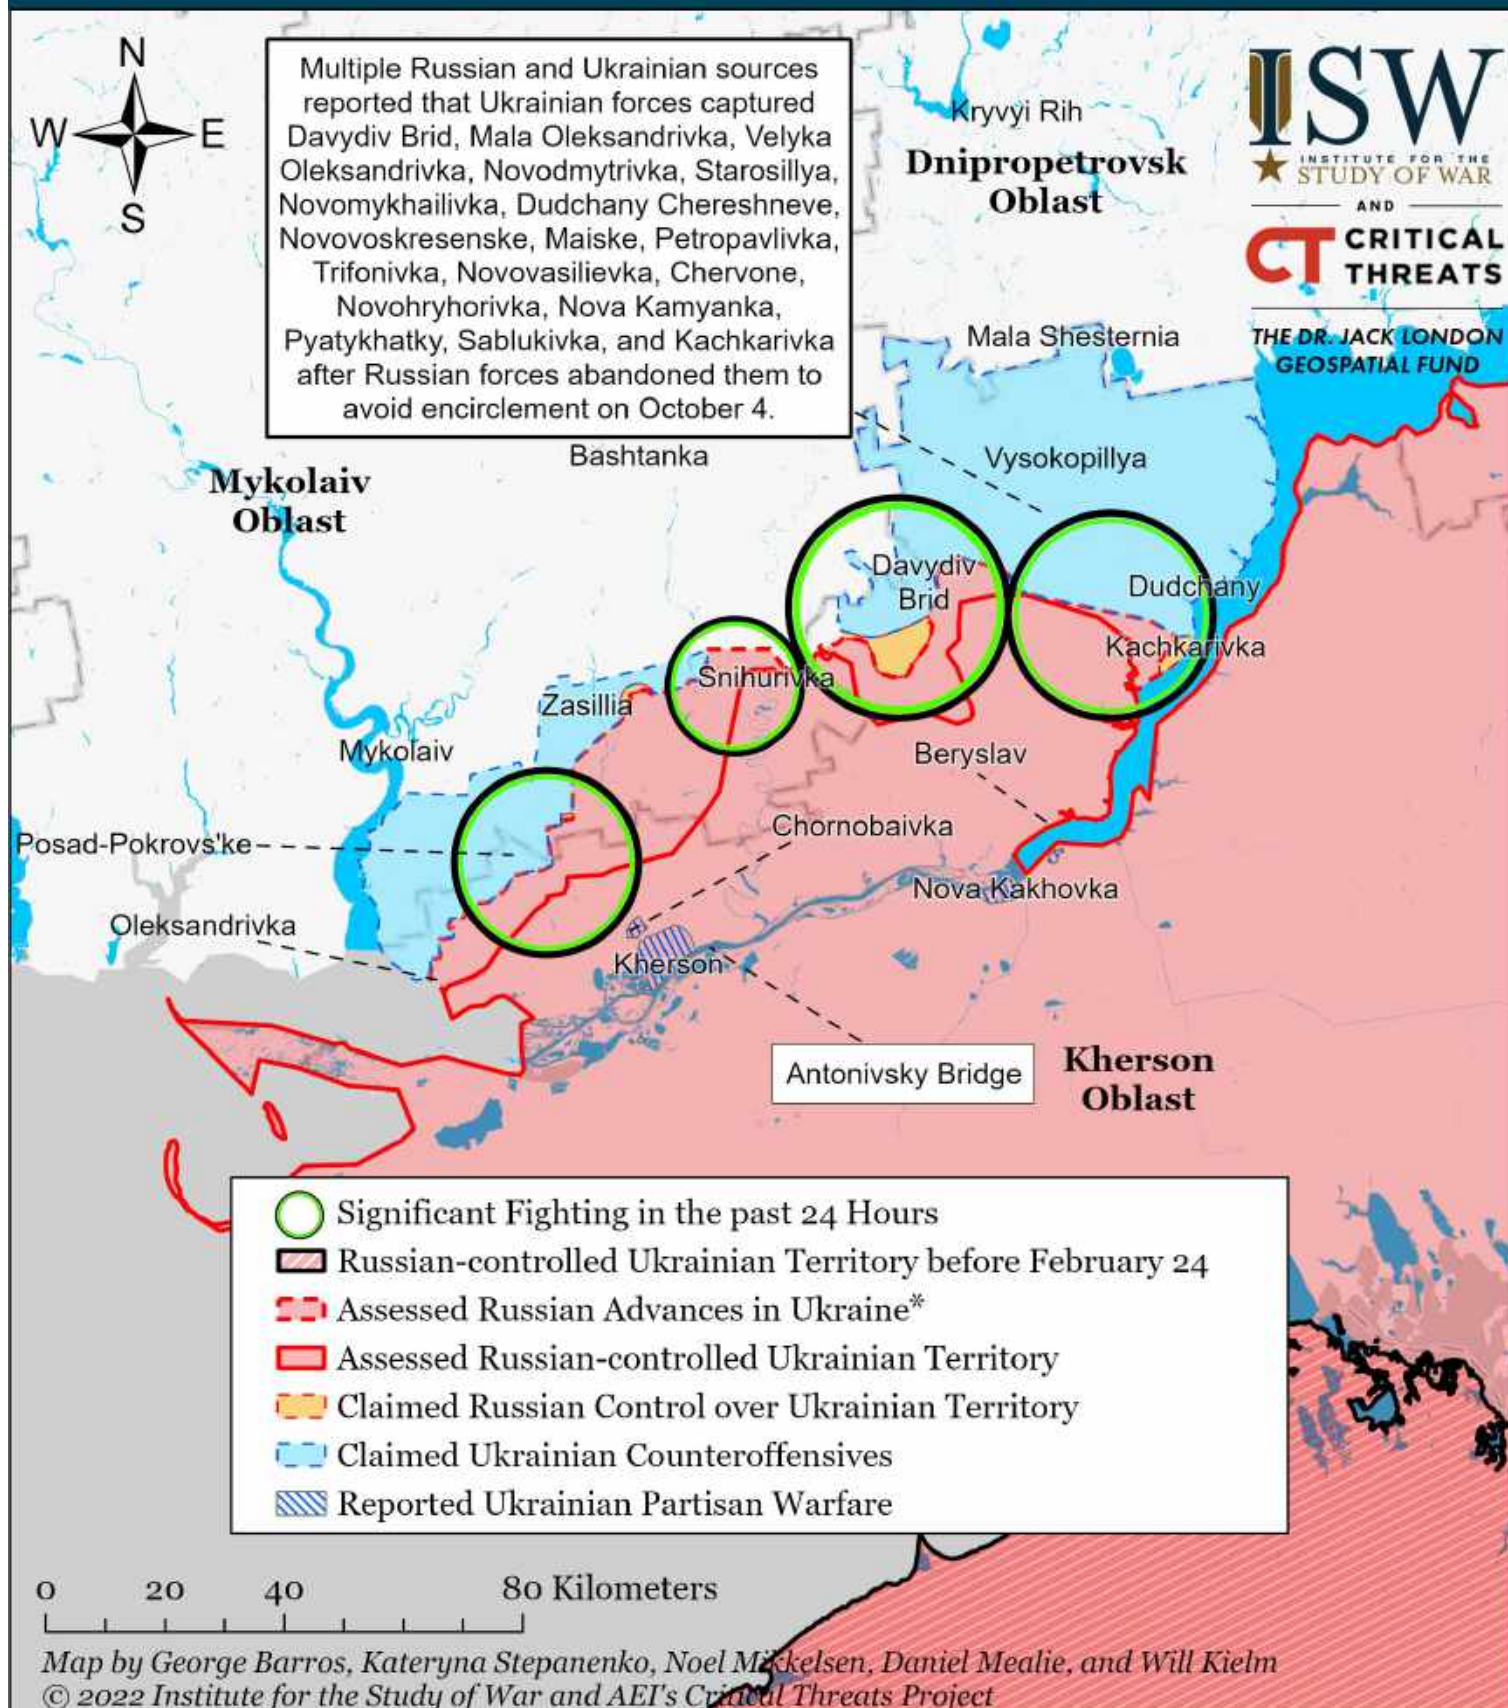 N
W E
S
Multiple Russian and Ukrainian sources
reported that Ukrainian forces captured
Davydiv Brid, Mala Oleksandrivka, Velyka
Oleksandrivka, Novodmytrivka, Starosillya,
Novomykhailivka, Dudchany Chereshneve,
Novovoskresenske, Maiske, Petropavlivka,
Trifonivka, Novovasilievka, Chervone,
Novohryhorivka, Nova Kamyanka,
Pyatykhatky, Sablukivka, and Kachkarivka
after Russian forces abandoned them to
avoid encirclement on October 4.
ISW
INSTITUTE FOR THE
STUDY OF WAR
AND
CT CRITICAL
THREATS
THE DR. JACK LONDON
GEOSPATIAL FUND
Kryvyi Rih
Dnipropetrovsk
Oblast
Mala Shesternia
Bashtanka
Vysokopillya
Mykolaiv
Oblast
Davydiv
Brid
Dudchany
Kachkarivka
Snihurivka
Zasillia
Mykolaiv
Beryslav
Chornobaivka
Posad-Pokrovs'ke
Nova Kakhovka
Oleksandrivka
Kherson
Antonivsky Bridge
Kherson
Oblast
Significant Fighting in the past 24 Hours
Russian-controlled Ukrainian Territory before February 24
Assessed Russian Advances in Ukraine*
Assessed Russian-controlled Ukrainian Territory
Claimed Russian Control over Ukrainian Territory
Claimed Ukrainian Counteroffensives
Reported Ukrainian Partisan Warfare
0 20 40 80 Kilometers
Map by George Barros, Kateryna Stepanenko, Noel Mikkelsen, Daniel Mealie, and Will Kielm
© 2022 Institute for the Study of War and AEI's Critical Threats Project